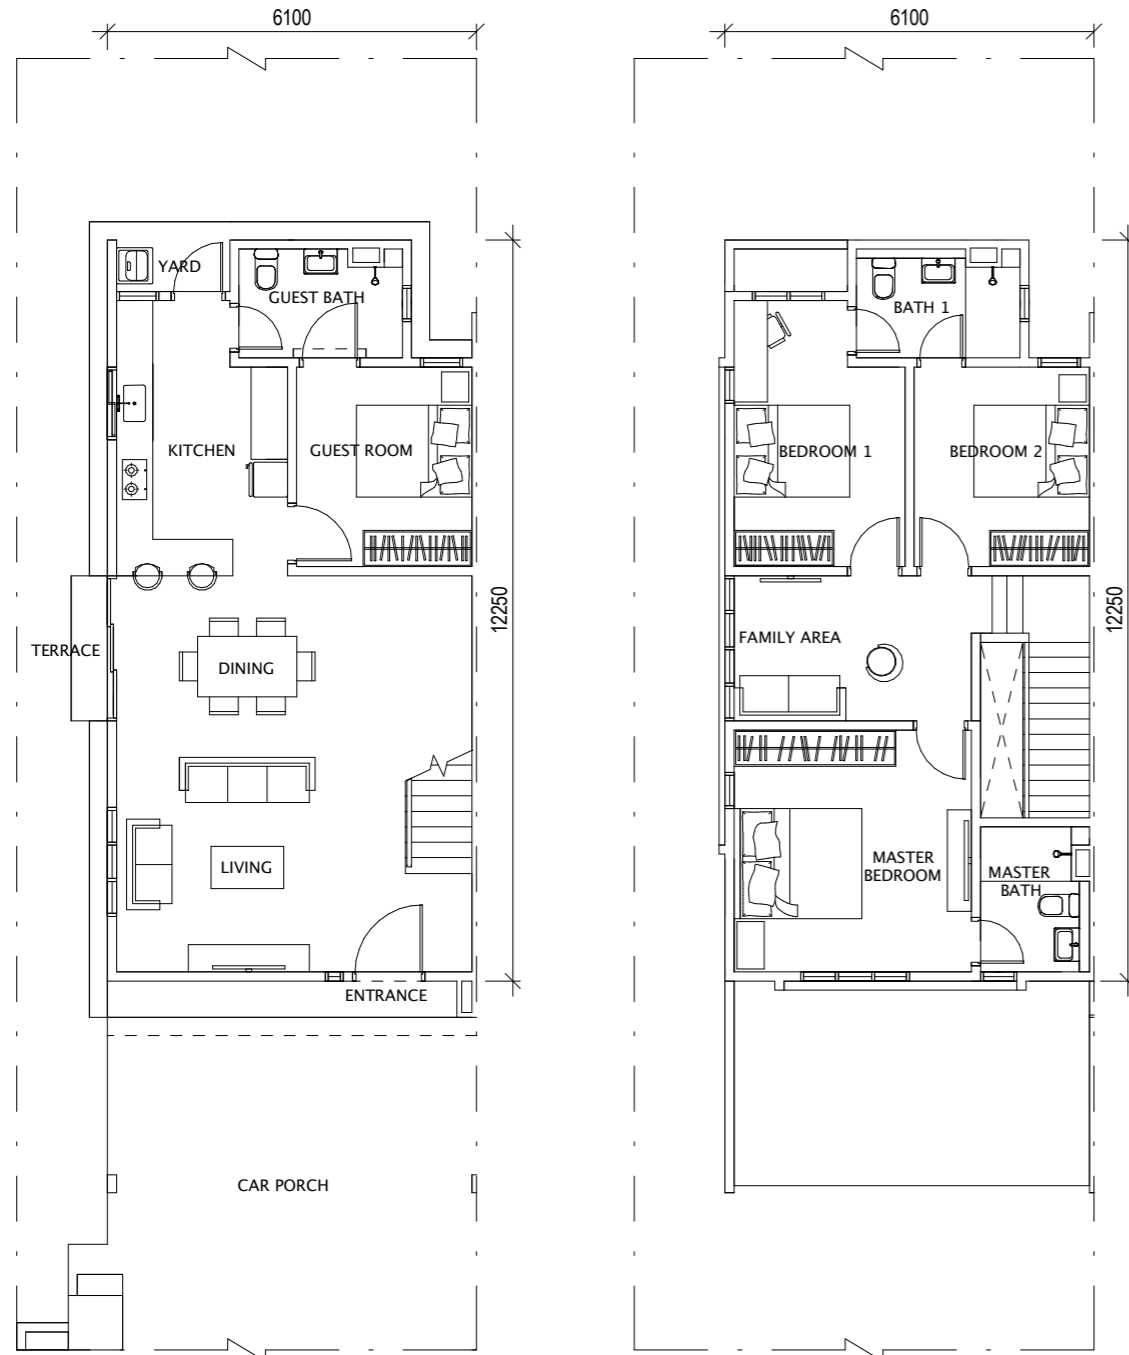 6100
6100
YARD
GUEST BATH
BATH 1
KITCHEN
GUEST ROOM
BEDROOM 1
BEDROOM 2
12250
12250
TERRACE
DINING
FAMILY AREA
LIVING
MASTER
BEDROOM
MASTER
BATH
ENTRANCE
CAR PORCH